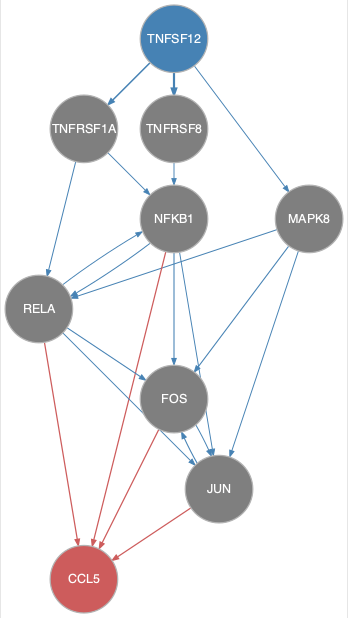 TNFSF12
TNFRSF1A
TNFRSF8
NFKB1
MAPK8
RELA
FOS
JUN
CCL5